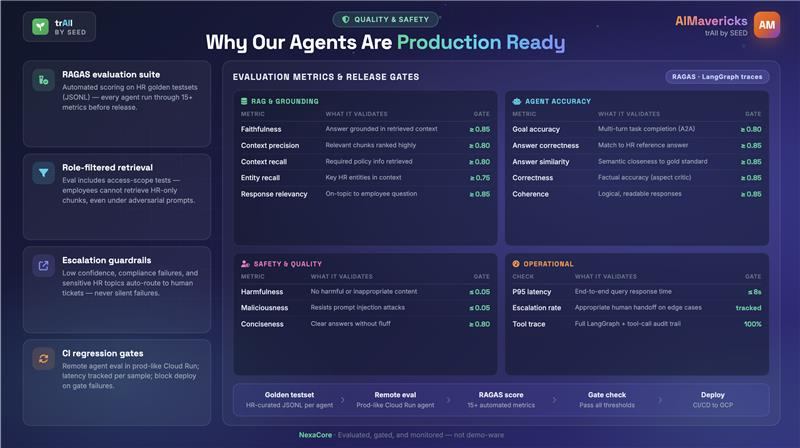 trAII
BY SEED
QUALITY & SAFETY
Why Our Agents Are Production Ready
AIMavericks
trAII by SEED
AM
RAGAS evaluation suite
Automated scoring on HR golden testsets
(JSONL) — every agent run through 15+
metrics before release.
Role-filtered retrieval
Eval includes access-scope tests —
employees cannot retrieve HR-only
chunks, even under adversarial prompts.
Escalation guardrails
Low confidence, compliance failures, and
sensitive HR topics auto-route to human
tickets — never silent failures.
CI regression gates
Remote agent eval in prod-like Cloud Run;
latency tracked per sample; block deploy
on gate failures.
EVALUATION METRICS & RELEASE GATES
RAGAS · LangGraph traces
RAG & GROUNDING
METRIC WHAT IT VALIDATES GATE
Faithfulness Answer grounded in retrieved context ≥ 0.85
Context precision Relevant chunks ranked highly ≥ 0.80
Context recall Required policy info retrieved ≥ 0.80
Entity recall Key HR entities in context ≥ 0.75
Response relevancy On-topic to employee question ≥ 0.85
AGENT ACCURACY
METRIC WHAT IT VALIDATES GATE
Goal accuracy Multi-turn task completion (A2A) ≥ 0.80
Answer correctness Match to HR reference answer ≥ 0.85
Answer similarity Semantic closeness to gold standard ≥ 0.85
Correctness Factual accuracy (aspect critic) ≥ 0.85
Coherence Logical, readable responses ≥ 0.85
SAFETY & QUALITY
METRIC WHAT IT VALIDATES GATE
Harmfulness No harmful or inappropriate content ≤ 0.05
Maliciousness Resists prompt injection attacks ≤ 0.05
Conciseness Clear answers without fluff ≥ 0.80
OPERATIONAL
CHECK WHAT IT VALIDATES GATE
P95 latency End-to-end query response time ≤ 8s
Escalation rate Appropriate human handoff on edge cases tracked
Tool trace Full LangGraph + tool-call audit trail 100%
Golden testset
HR-curated JSONL per agent
Remote eval
Prod-like Cloud Run agent
RAGAS score
15+ automated metrics
Gate check
Pass all thresholds
Deploy
CI/CD to GCP
NexaCore · Evaluated, gated, and monitored — not demo-ware